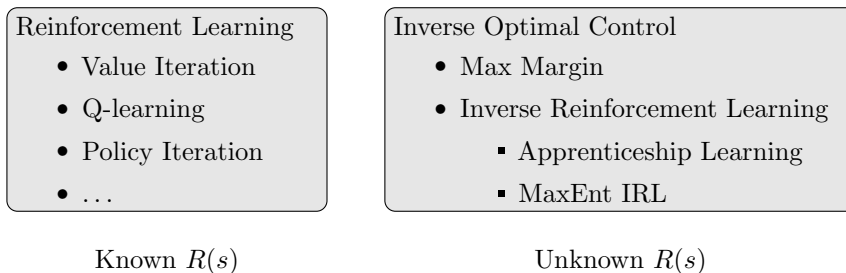 Reinforcement Learning
• Value Iteration
• Q-learning
• Policy Iteration
• . . .
Known R(s)
Inverse Optimal Control
• Max Margin
• Inverse Reinforcement Learning
▪ Apprenticeship Learning
▪ MaxEnt IRL
Unknown R(s)